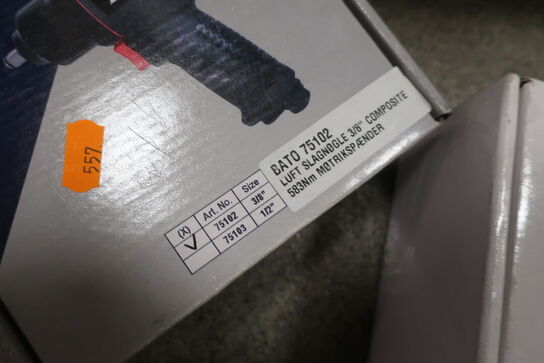 557
BATO 75102
LUFT SLAGNØGLE 3/8" COMPOSITE
583Nm MØTRIKSPÆNDER
(X) Art. No. Size
✓ 75102 3/8"
75103 1/2"